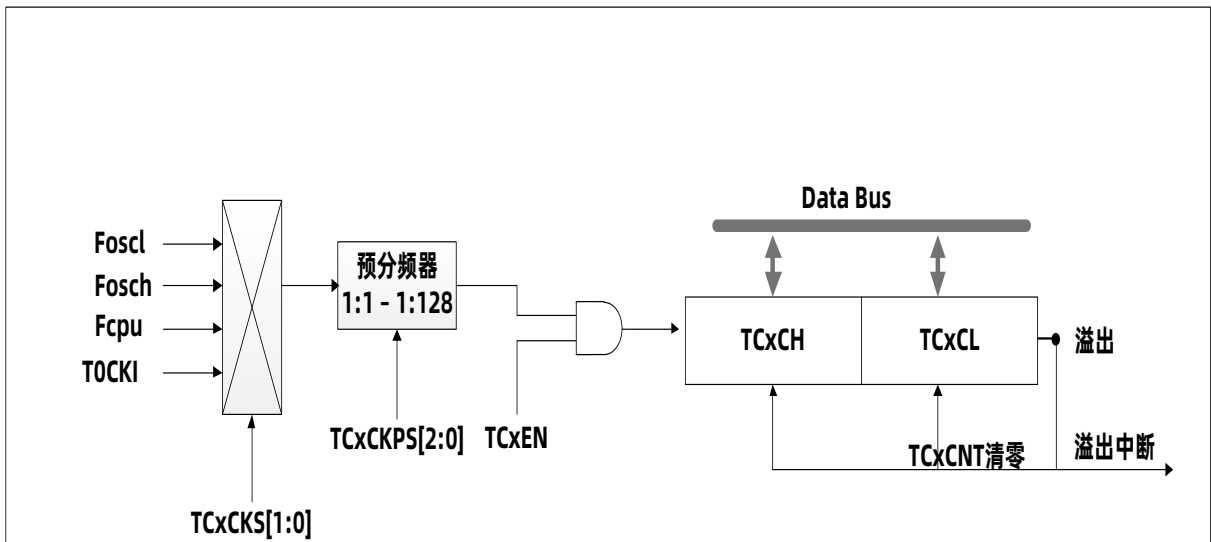 Data Bus
Foscl
Fosch
Fcpu
T0CKI
预分频器
1:1 - 1:128
TCxCH
TCxCL
溢出
TCxCKPS[2:0]
TCxEN
TCxCNT清零
溢出中断
TCxCKS[1:0]